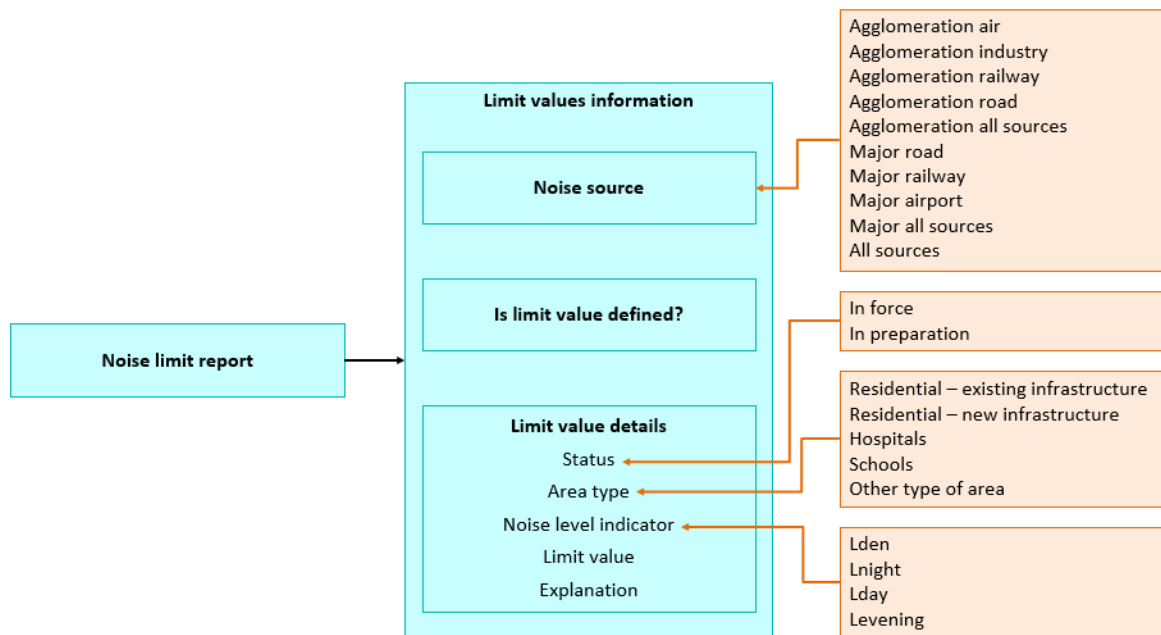 Noise limit report
Limit values information
Noise source
Is limit value defined?
Limit value details
Status
Area type
Noise level indicator
Limit value
Explanation
Agglomeration air
Agglomeration industry
Agglomeration railway
Agglomeration road
Agglomeration all sources
Major road
Major railway
Major airport
Major all sources
All sources
In force
In preparation
Residential – existing infrastructure
Residential – new infrastructure
Hospitals
Schools
Other type of area
Lden
Lnight
Lday
Levening